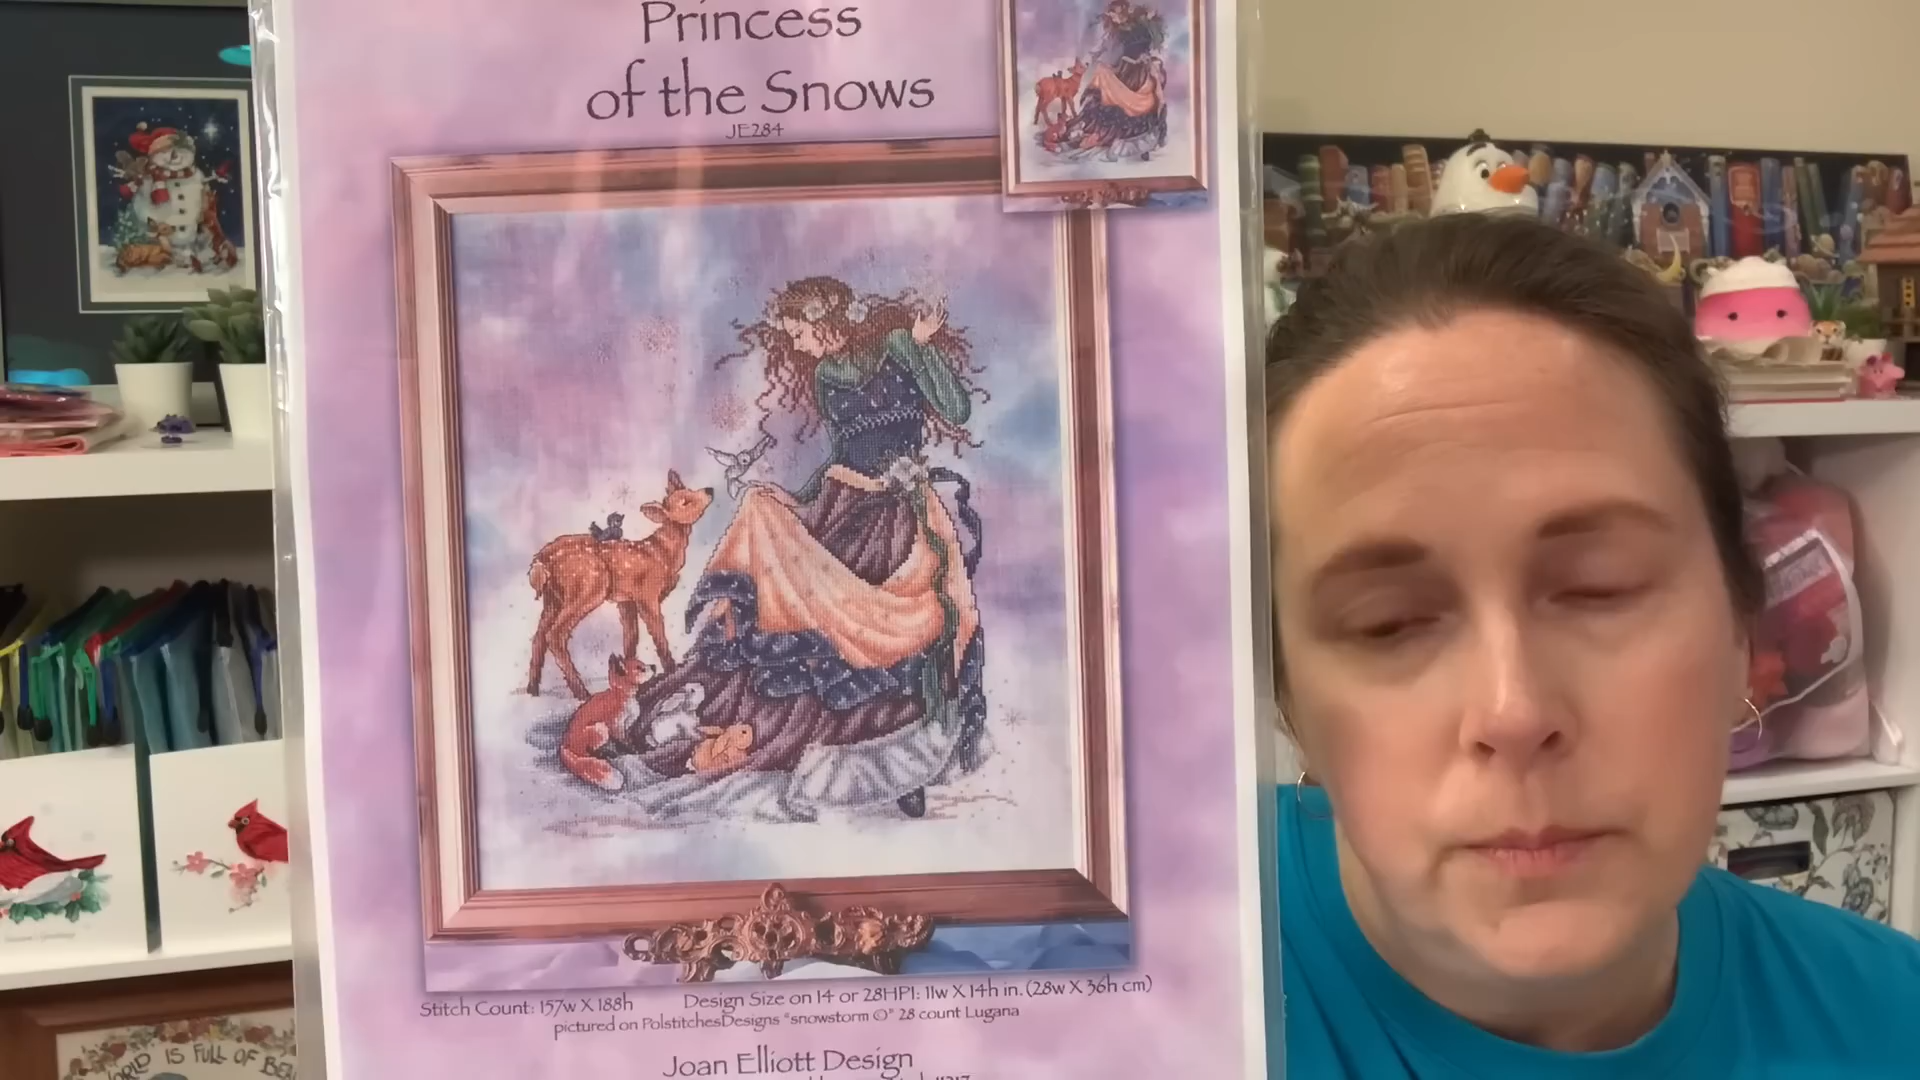 Princess
of the Snows
JE284
Stitch Count: 157w X 188h
Design Size on 14 or 28HPI: 11w X 14h in. (28w X 36h cm)
pictured on PolstitchesDesigns "snowstorm ©" 28 count Lugana
Joan Elliott Design
IS FULL OF